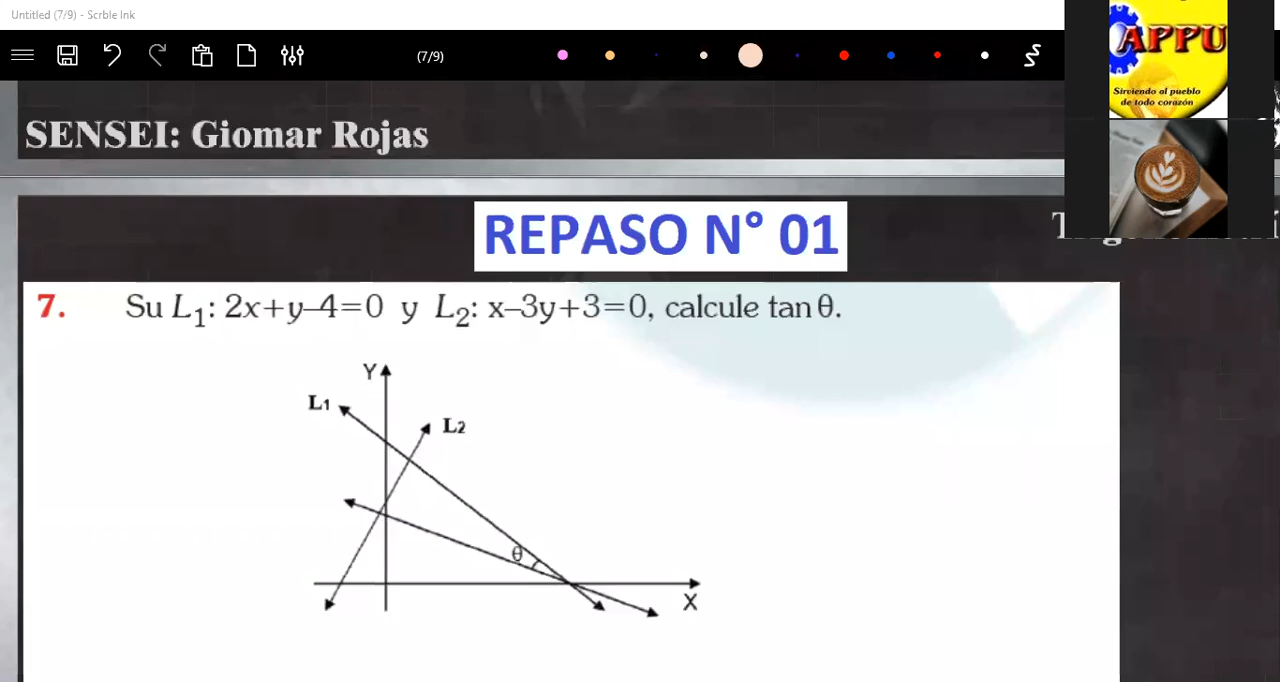 Untitled (7/9) - Scrble Ink
(7/9)
APPU
Sirviendo al pueblo
de todo corazón
SENSEI: Giomar Rojas
REPASO N° 01
7. Su L₁: 2x+y–4=0 y L₂: x–3y+3=0, calcule tan θ.
Y
L1
L2
θ
X